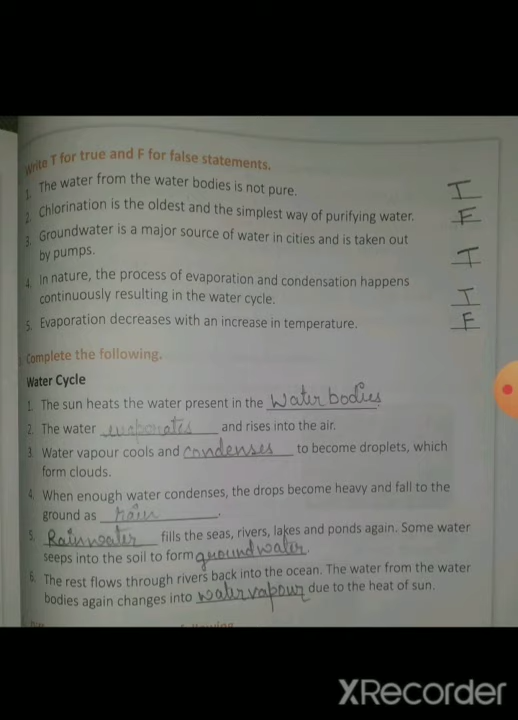 Write T for true and F for false statements.
1. The water from the water bodies is not pure. T
2. Chlorination is the oldest and the simplest way of purifying water. F
3. Groundwater is a major source of water in cities and is taken out
by pumps. T
4. In nature, the process of evaporation and condensation happens
continuously resulting in the water cycle. T
5. Evaporation decreases with an increase in temperature. F
Complete the following.
Water Cycle
1. The sun heats the water present in the Water bodies
2. The water evaporates and rises into the air.
3. Water vapour cools and condenses to become droplets, which
form clouds.
4. When enough water condenses, the drops become heavy and fall to the
ground as rain.
5. Rainwater fills the seas, rivers, lakes and ponds again. Some water
seeps into the soil to form groundwater.
6. The rest flows through rivers back into the ocean. The water from the water
bodies again changes into watervapour due to the heat of sun.
XRecorder